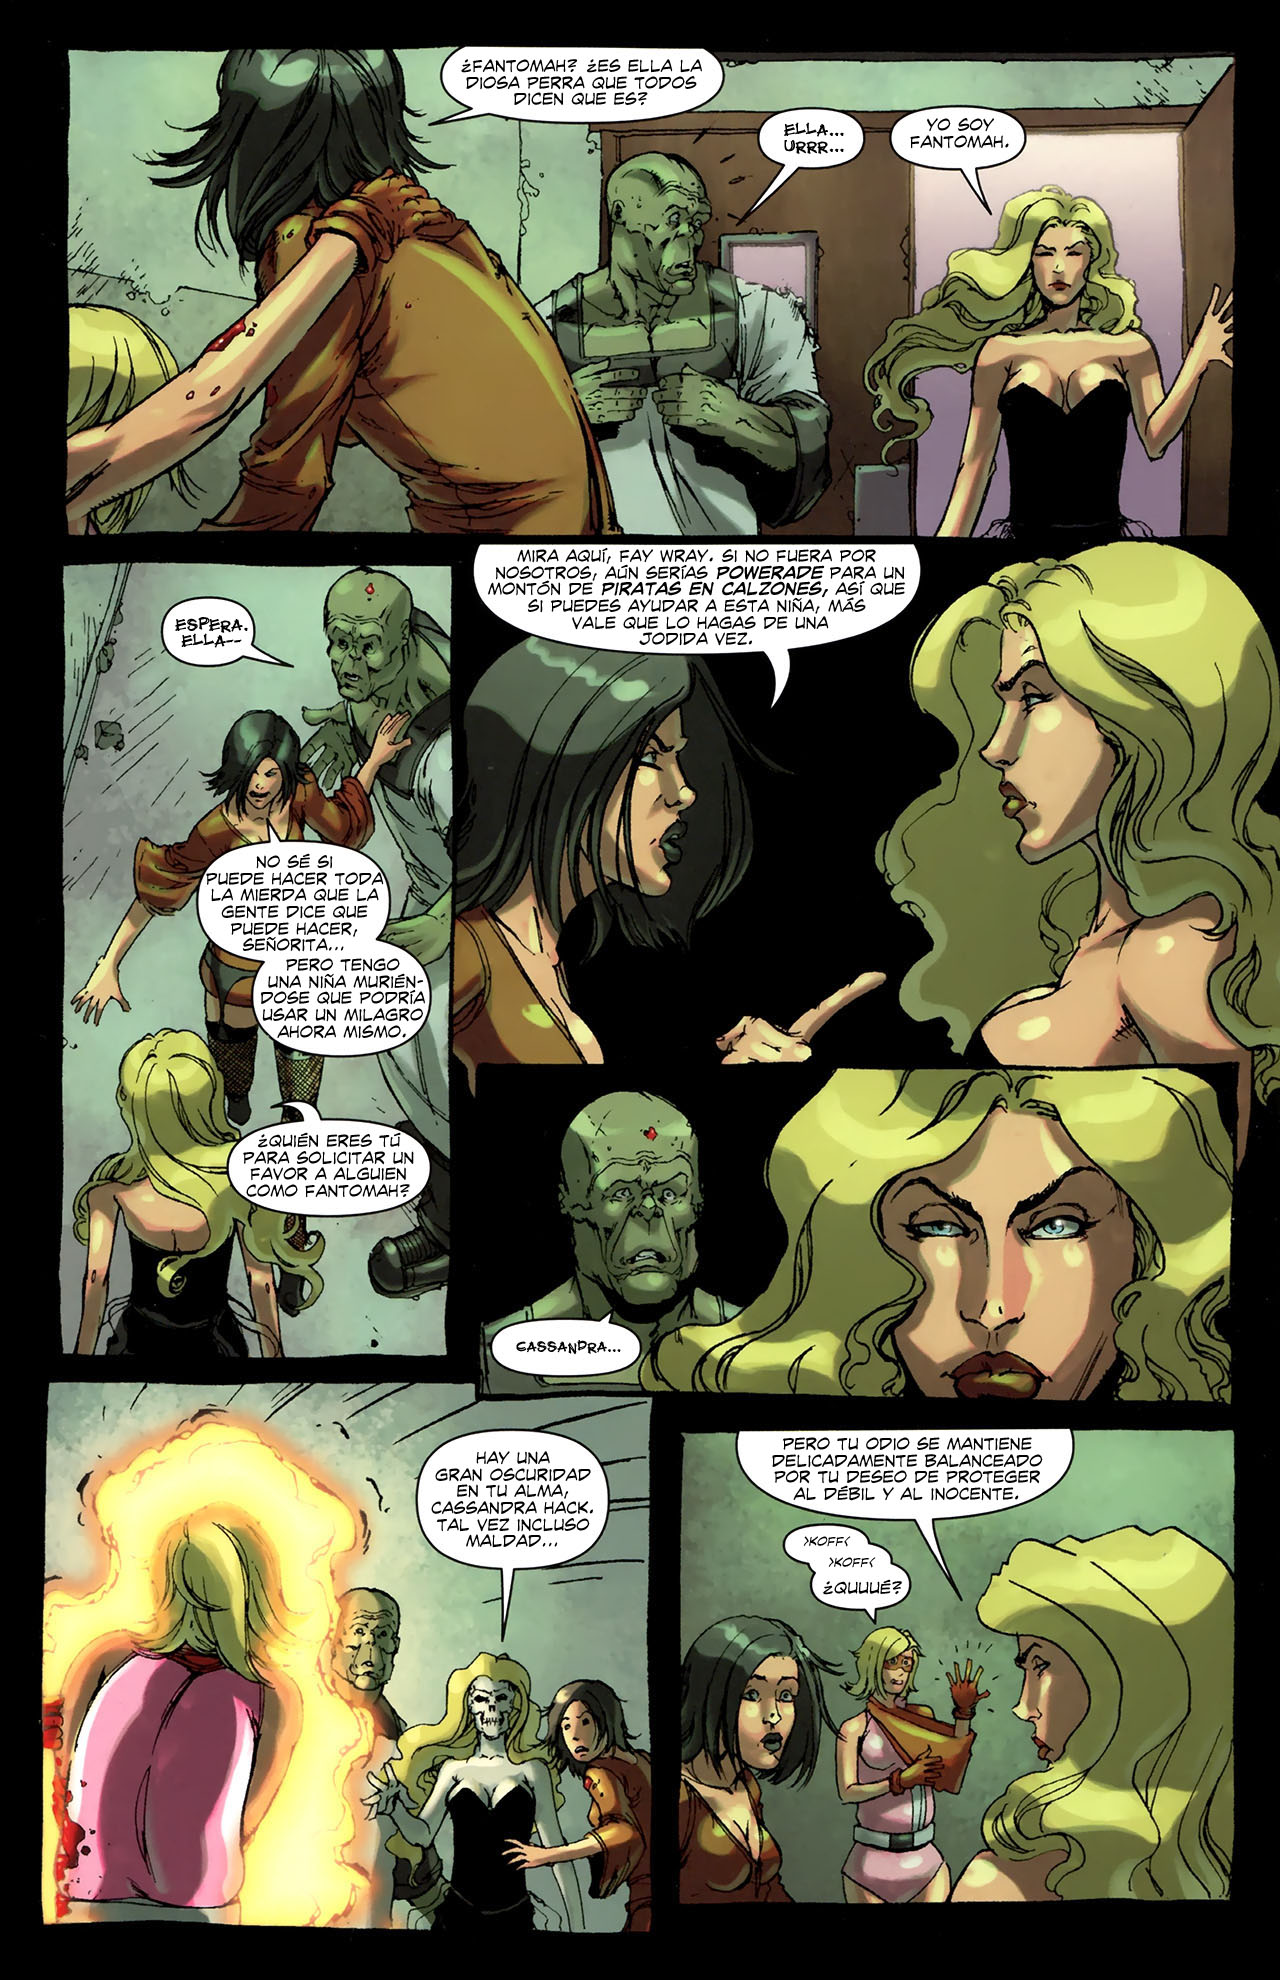 ¿FANTOMAH? ¿ES ELLA LA
DIOSA PERRA QUE TODOS
DICEN QUE ES?
ELLA...
URRR...
YO SOY
FANTOMAH.
ESPERA.
ELLA--
NO SÉ SI
PUEDE HACER TODA
LA MIERDA QUE LA
GENTE DICE QUE
PUEDE HACER,
SEÑORITA...
PERO TENGO
UNA NIÑA MURIÉN-
DOSE QUE PODRÍA
USAR UN MILAGRO
AHORA MISMO.
¿QUIÉN ERES TÚ
PARA SOLICITAR UN
FAVOR A ALGUIEN
COMO FANTOMAH?
MIRA AQUÍ, FAY WRAY. SI NO FUERA POR
NOSOTROS, AÚN SERÍAS POWERADE PARA UN
MONTÓN DE PIRATAS EN CALZONES, ASÍ QUE
SI PUEDES AYUDAR A ESTA NIÑA, MÁS
VALE QUE LO HAGAS DE UNA
JODIDA VEZ.
CASSANDRA...
HAY UNA
GRAN OSCURIDAD
EN TU ALMA,
CASSANDRA HACK.
TAL VEZ INCLUSO
MALDAD...
PERO TU ODIO SE MANTIENE
DELICADAMENTE BALANCEADO
POR TU DESEO DE PROTEGER
AL DÉBIL Y AL INOCENTE.
>KOFF<
>KOFF<
¿QUUUÉ?